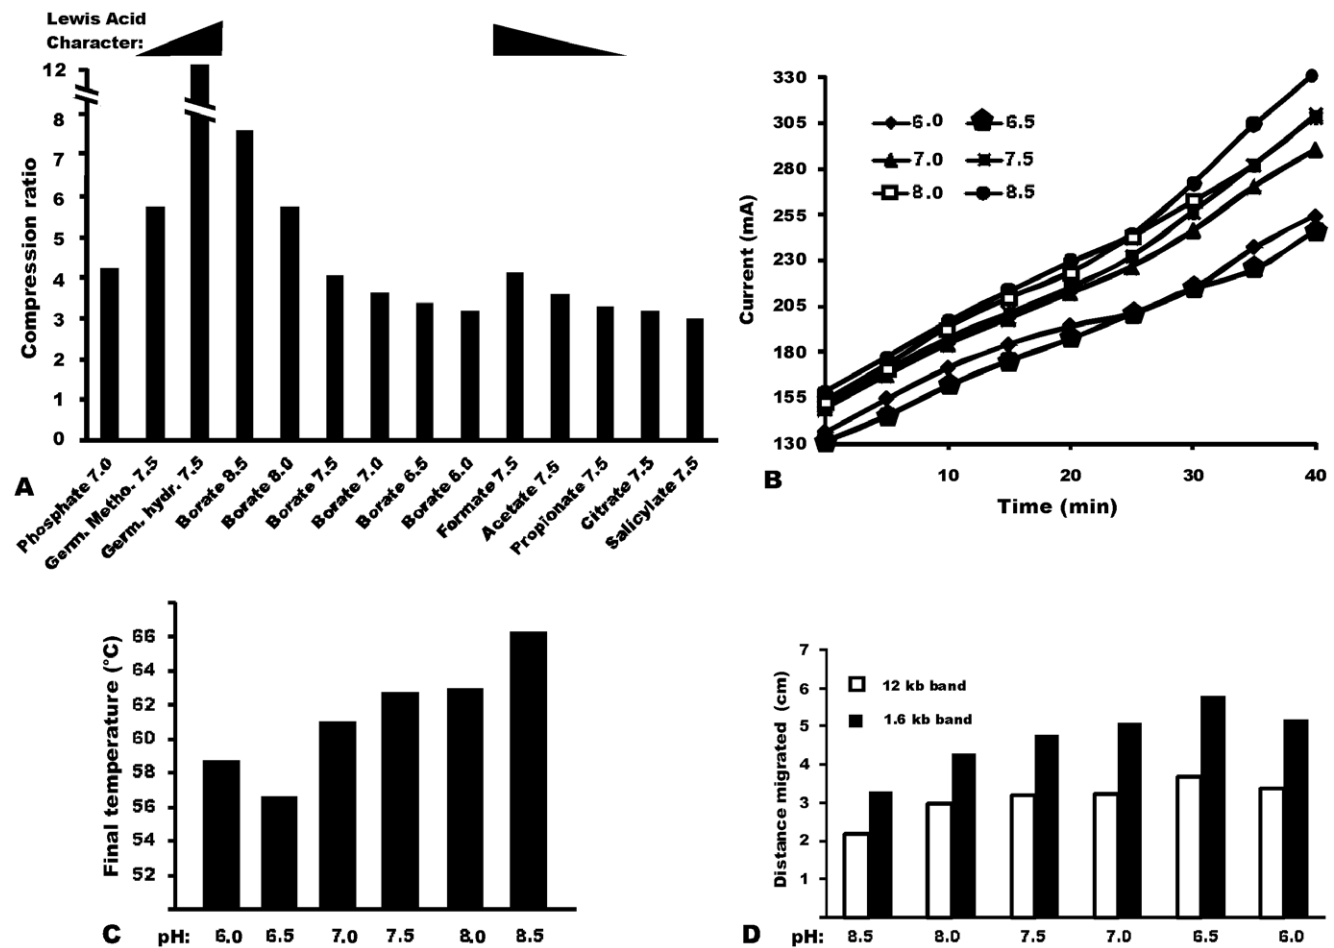 Lewis Acid
Character:
12
8
7
6
5
4
3
2
1
0
Compression ratio
Phosphate 7.0
Germ. Metho. 7.5
Germ. hydr. 7.5
Borate 8.5
Borate 8.0
Borate 7.5
Borate 7.0
Borate 6.5
Borate 6.0
Formate 7.5
Acetate 7.5
Propionate 7.5
Citrate 7.5
Salicylate 7.5
A
330
305
280
255
230
205
180
155
130
Current (mA)
6.0 6.5
7.0 7.5
8.0 8.5
10 20 30 40
Time (min)
B
66
64
62
60
58
56
54
52
Final temperature (°C)
C pH: 6.0 6.5 7.0 7.5 8.0 8.5
7
6
5
4
3
2
1
Distance migrated (cm)
12 kb band
1.6 kb band
D pH: 8.5 8.0 7.5 7.0 6.5 6.0